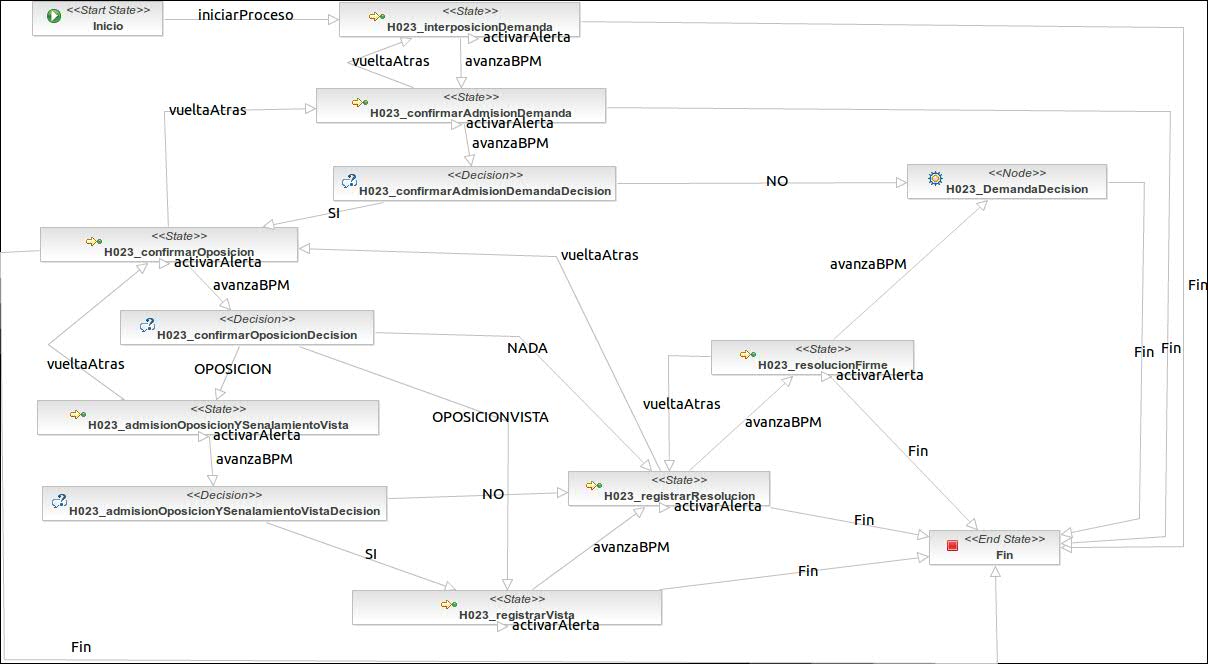 <<Start State>>
Inicio
iniciarProceso
<<State>>
H023_interposicionDemanda
activarAlerta
vueltaAtras
avanzaBPM
<<State>>
H023_confirmarAdmisionDemanda
activarAlerta
vueltaAtras
avanzaBPM
<<Decision>>
H023_confirmarAdmisionDemandaDecision
NO
<<Node>>
H023_DemandaDecision
SI
<<State>>
H023_confirmarOposicion
activarAlerta
vueltaAtras
avanzaBPM
avanzaBPM
Fin
<<Decision>>
H023_confirmarOposicionDecision
NADA
Fin
Fin
<<State>>
H023_resolucionFirme
activarAlerta
vueltaAtras
OPOSICION
vueltaAtras
OPOSICIONVISTA
avanzaBPM
<<State>>
H023_admisionOposicionYSenalamientoVista
activarAlerta
avanzaBPM
Fin
<<Decision>>
H023_admisionOposicionYSenalamientoVistaDecision
NO
<<State>>
H023_registrarResolucion
activarAlerta
Fin
SI
avanzaBPM
<<End State>>
Fin
Fin
<<State>>
H023_registrarVista
activarAlerta
Fin